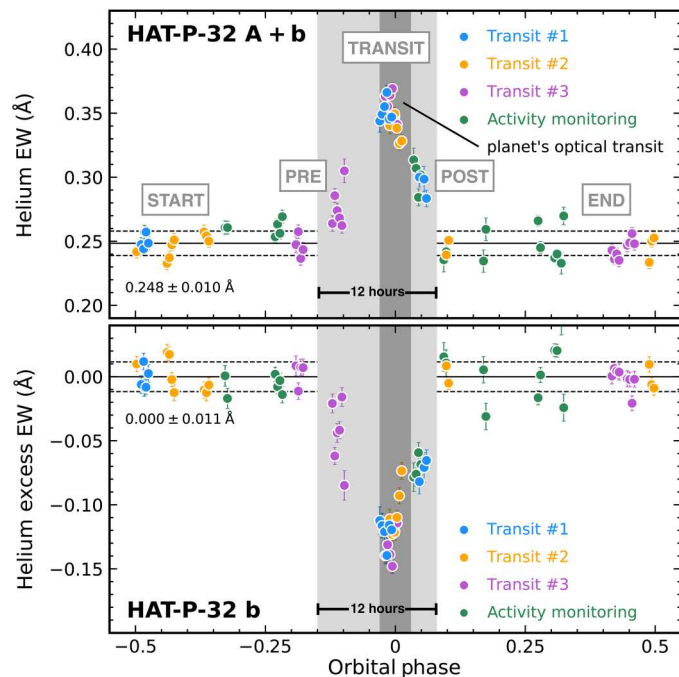 HAT-P-32 A + b
TRANSIT
Transit #1
Transit #2
Transit #3
Activity monitoring
planet's optical transit
START
PRE
POST
END
0.248 ± 0.010 Å
12 hours
Helium EW (Å)
0.40
0.35
0.30
0.25
0.20
0.00
−0.05
−0.10
−0.15
Helium excess EW (Å)
0.000 ± 0.011 Å
Transit #1
Transit #2
Transit #3
Activity monitoring
HAT-P-32 b
12 hours
−0.5
−0.25
0
0.25
0.5
Orbital phase